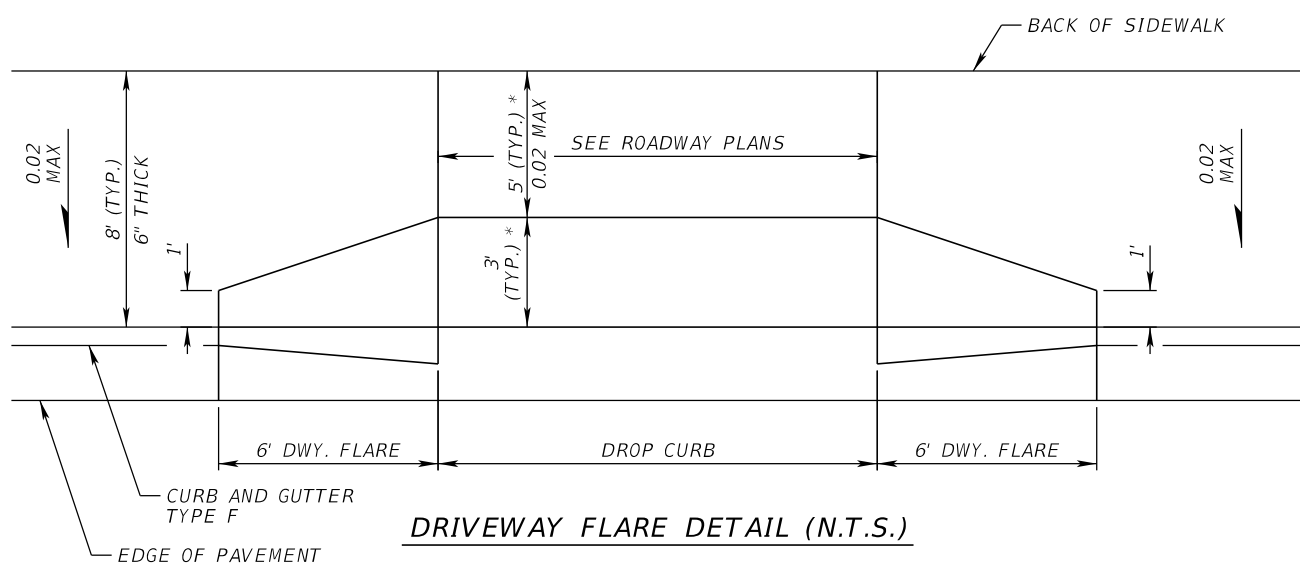 BACK OF SIDEWALK
0.02
MAX
8' (TYP.)
6" THICK
1'
5' (TYP.) *
0.02 MAX
SEE ROADWAY PLANS
3'
(TYP.) *
0.02
MAX
1'
6' DWY. FLARE
DROP CURB
6' DWY. FLARE
CURB AND GUTTER
TYPE F
EDGE OF PAVEMENT
DRIVEWAY FLARE DETAIL (N.T.S.)